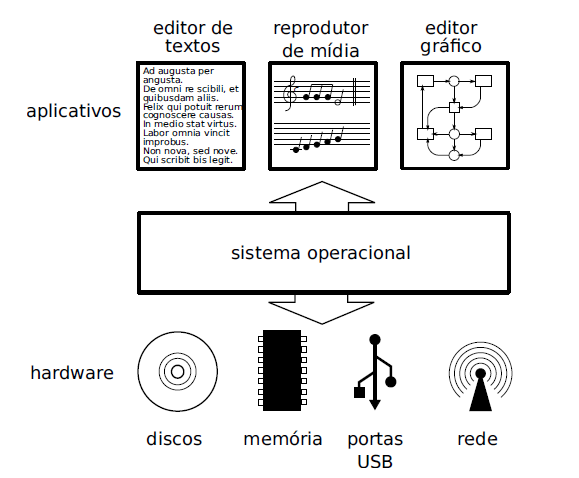 editor de
textos
reprodutor
de mídia
editor
gráfico
aplicativos
Ad augusta per
angusta.
De omni re scibili, et
quibusdam aliis.
Felix qui potuit rerum
cognoscere causas.
In medio stat virtus.
Labor omnia vincit
improbus.
Non nova, sed nove.
Qui scribit bis legit.
sistema operacional
hardware
discos
memória
portas
USB
rede